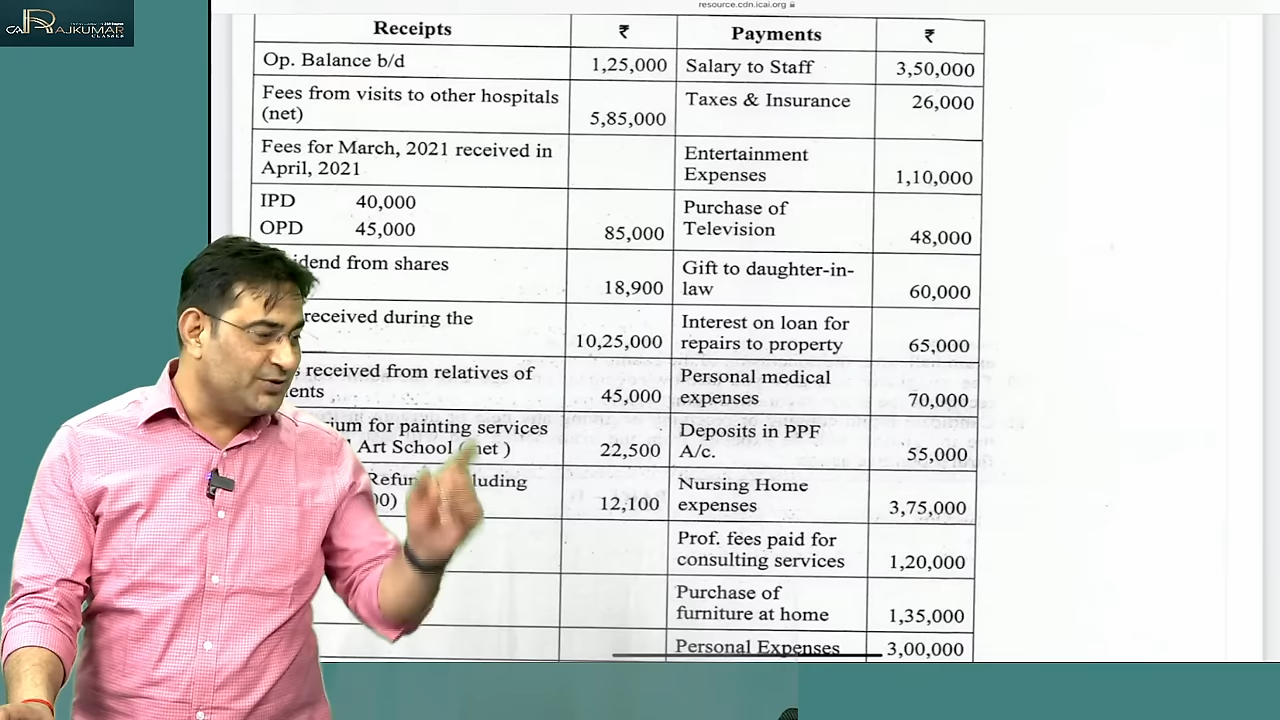 resource.cdn.icai.org
CA RAJKUMAR
CLASSES
Receipts ₹ Payments ₹
Op. Balance b/d 1,25,000 Salary to Staff 3,50,000
Fees from visits to other hospitals (net) 5,85,000 Taxes & Insurance 26,000
Fees for March, 2021 received in April, 2021 Entertainment Expenses 1,10,000
IPD 40,000
OPD 45,000 85,000 Purchase of Television 48,000
idend from shares 18,900 Gift to daughter-in-law 60,000
received during the 10,25,000 Interest on loan for repairs to property 65,000
received from relatives of 45,000 Personal medical expenses 70,000
ium for painting services Art School (net ) 22,500 Deposits in PPF A/c. 55,000
12,100 Nursing Home expenses 3,75,000
Prof. fees paid for consulting services 1,20,000
Purchase of furniture at home 1,35,000
Personal Expenses 3,00,000